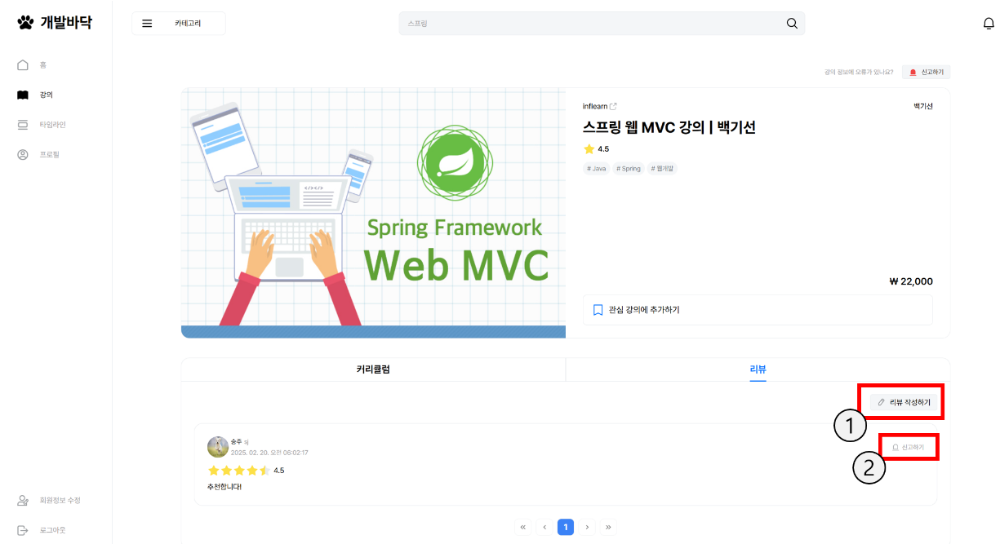 개발바닥
카테고리
스프링
홈
강의
타임라인
프로필
회원정보 수정
로그아웃
강의 정보에 오류가 있나요?
신고하기
inflearn
백기선
스프링 웹 MVC 강의 | 백기선
4.5
# Java # Spring # 웹개발
Spring Framework
Web MVC
₩ 22,000
관심 강의에 추가하기
커리큘럼
리뷰
리뷰 작성하기
1
승주
2025. 02. 20. 오전 06:02:17
신고하기
2
4.5
추천합니다!
« ‹ 1 › »